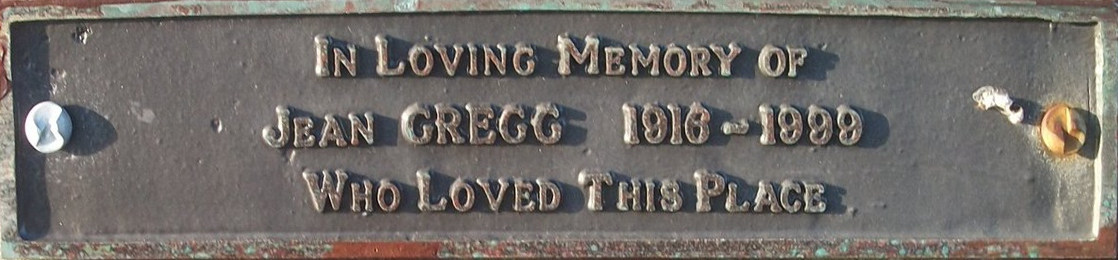 In Loving Memory of
Jean GREGG 1916-1999
Who Loved This Place